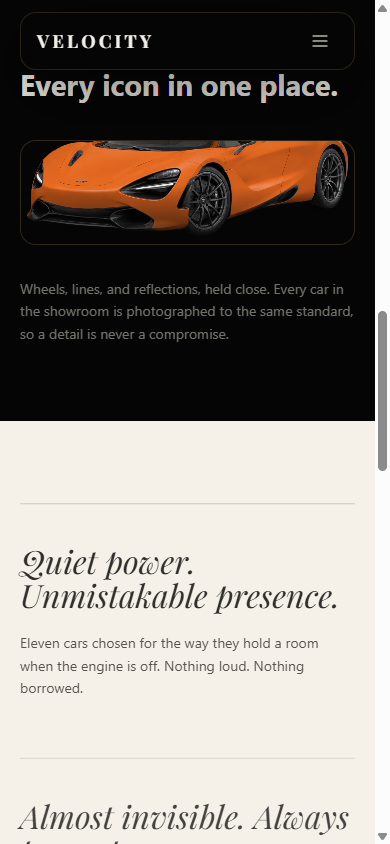 VELOCITY
Every icon in one place.
Wheels, lines, and reflections, held close. Every car in
the showroom is photographed to the same standard,
so a detail is never a compromise.
Quiet power.
Unmistakable presence.
Eleven cars chosen for the way they hold a room
when the engine is off. Nothing loud. Nothing
borrowed.
Almost invisible. Always